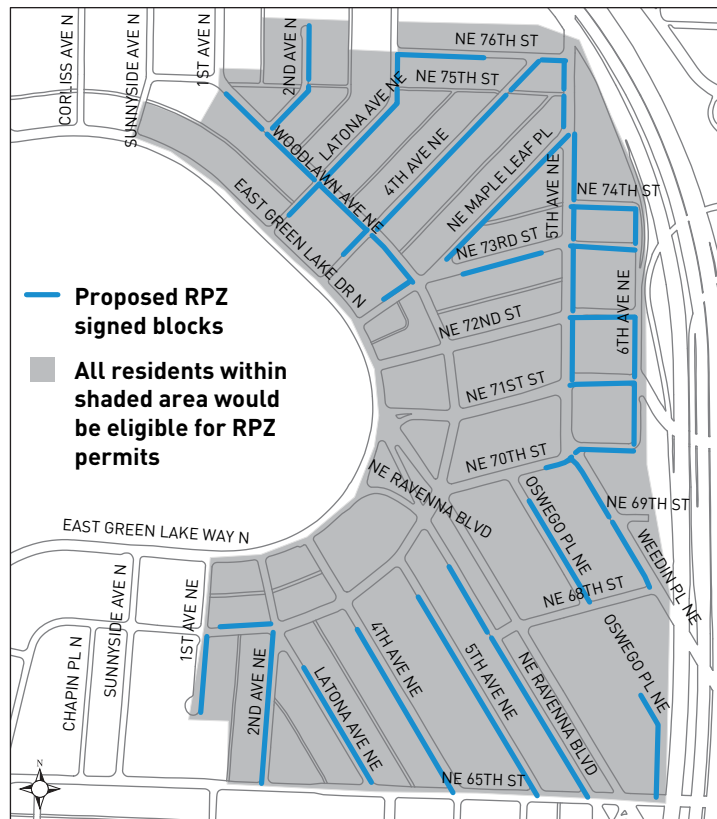 NE 76TH ST
2ND AVE N
1ST AVE N
SUNNYSIDE AVE N
CORLISS AVE N
NE 75TH ST
LATONA AVE NE
4TH AVE NE
WOODLAWN AVE NE
NE MAPLE LEAF PL
5TH AVE NE
NE 74TH ST
EAST GREEN LAKE DR N
NE 73RD ST
6TH AVE NE
Proposed RPZ
signed blocks
NE 72ND ST
All residents within
shaded area would
be eligible for RPZ
permits
NE 71ST ST
NE 70TH ST
NE RAVENNA BLVD
OSWEGO PL NE
NE 69TH ST
WEEDIN PL NE
EAST GREEN LAKE WAY N
NE 68TH ST
SUNNYSIDE AVE N
1ST AVE NE
CHAPIN PL N
2ND AVE NE
LATONA AVE NE
4TH AVE NE
5TH AVE NE
NE RAVENNA BLVD
OSWEGO PL NE
NE 65TH ST
N